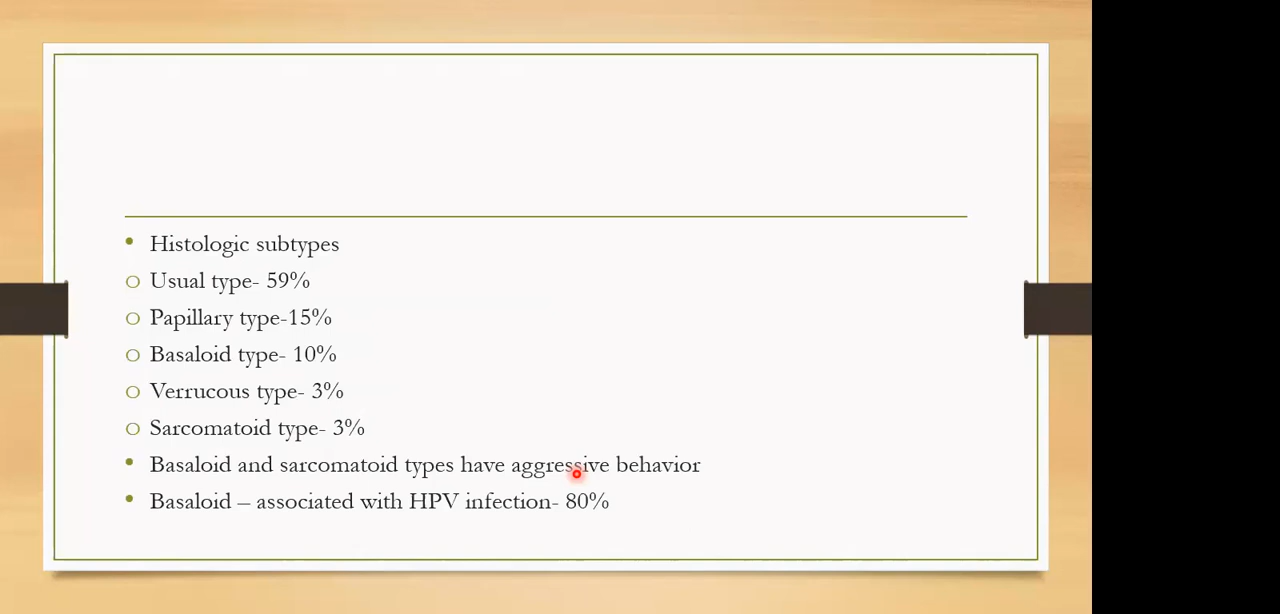 Histologic subtypes
Usual type- 59%
Papillary type-15%
Basaloid type- 10%
Verrucous type- 3%
Sarcomatoid type- 3%
Basaloid and sarcomatoid types have aggressive behavior
Basaloid – associated with HPV infection- 80%